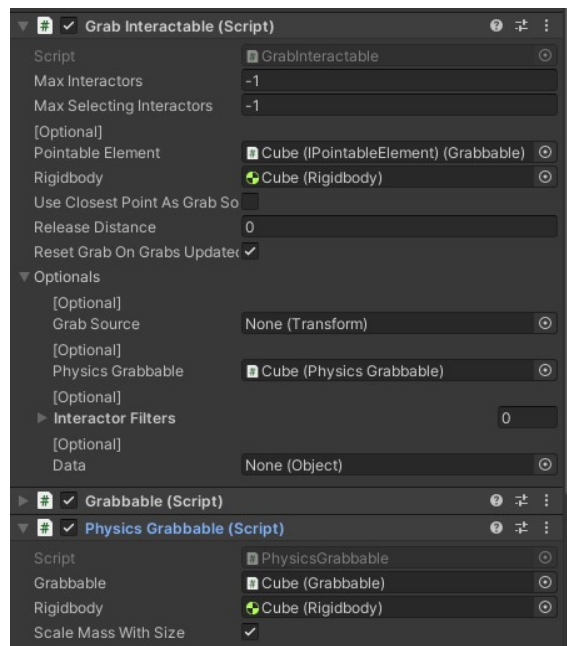 Grab Interactable (Script)
Script GrabInteractable
Max Interactors -1
Max Selecting Interactors -1
[Optional]
Pointable Element Cube (IPointableElement) (Grabbable)
Rigidbody Cube (Rigidbody)
Use Closest Point As Grab So
Release Distance 0
Reset Grab On Grabs Updated
Optionals
[Optional]
Grab Source None (Transform)
[Optional]
Physics Grabbable Cube (Physics Grabbable)
[Optional]
Interactor Filters 0
[Optional]
Data None (Object)
Grabbable (Script)
Physics Grabbable (Script)
Script PhysicsGrabbable
Grabbable Cube (Grabbable)
Rigidbody Cube (Rigidbody)
Scale Mass With Size